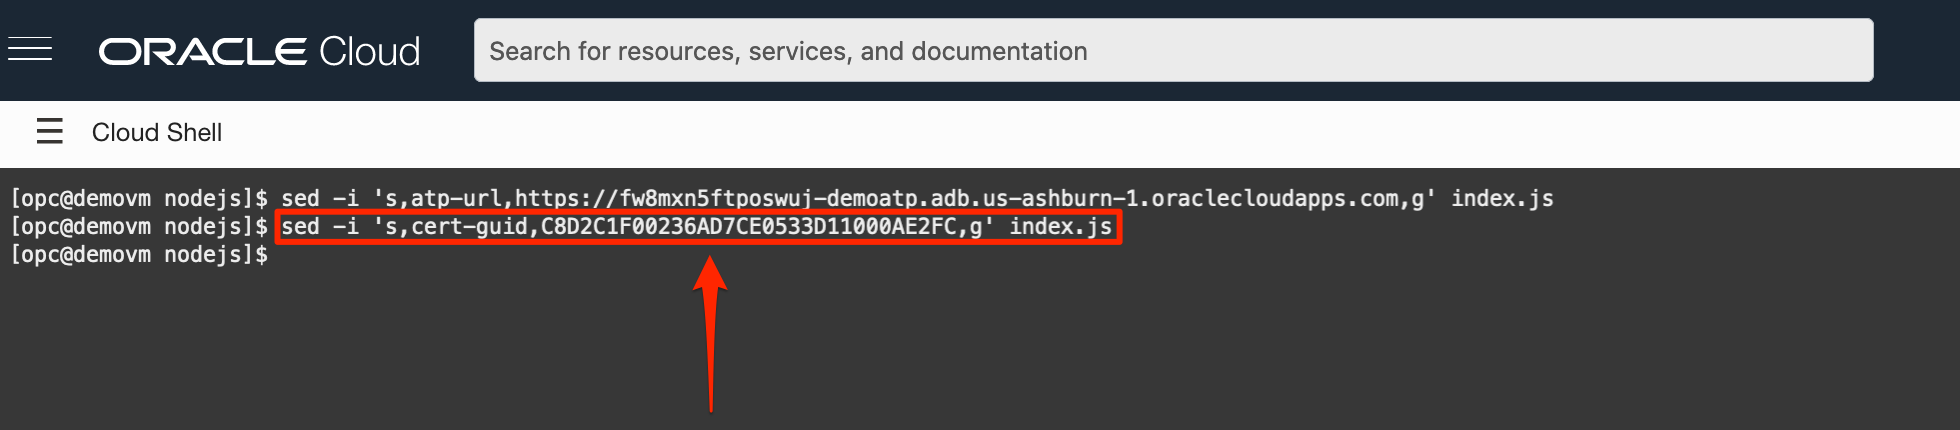 ORACLE Cloud
Search for resources, services, and documentation
Cloud Shell
[opc@demovm nodejs]$ sed -i 's,atp-url,https://fw8mxn5ftposwuj-demoatp.adb.us-ashburn-1.oraclecloudapps.com,g' index.js
[opc@demovm nodejs]$ sed -i 's,cert-guid,C8D2C1F00236AD7CE0533D11000AE2FC,g' index.js
[opc@demovm nodejs]$